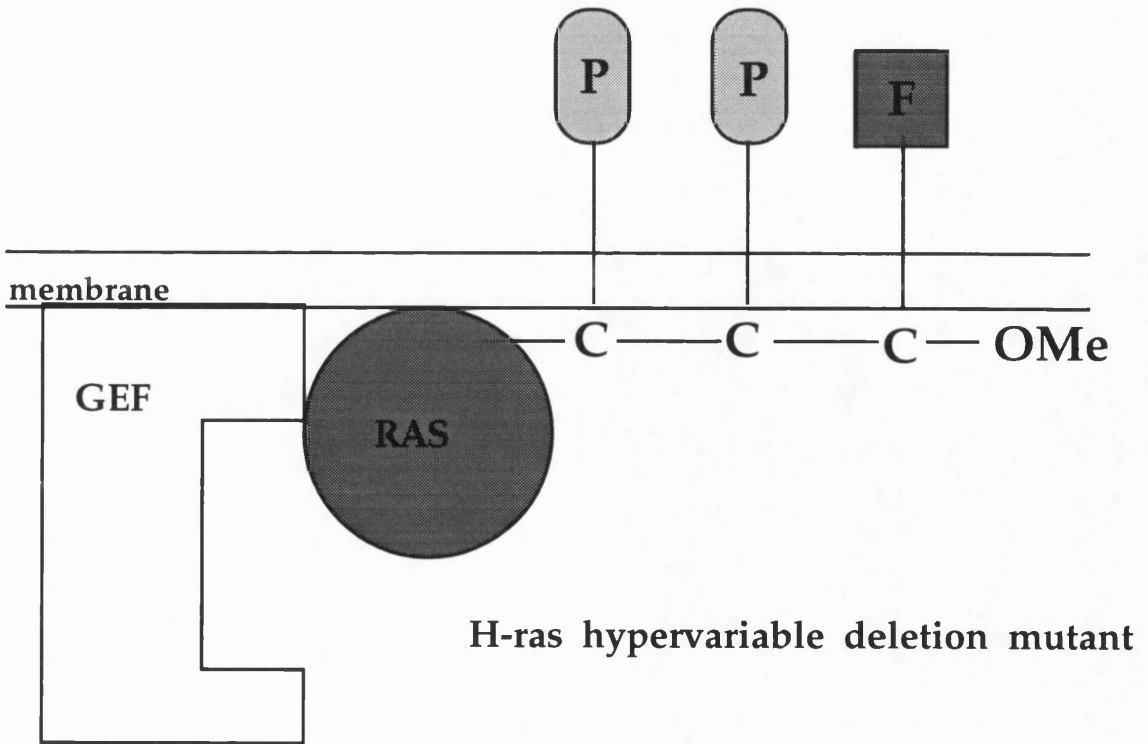 P P F
membrane
C C C OMe
GEF
RAS
H-ras hypervariable deletion mutant